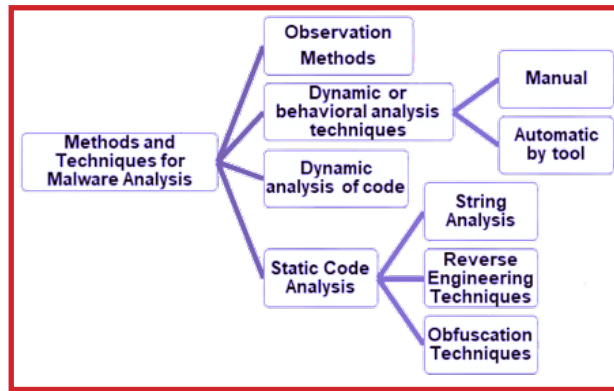 Methods and
Techniques for
Malware Analysis
Observation
Methods
Dynamic or
behavioral analysis
techniques
Manual
Automatic
by tool
Dynamic
analysis of code
Static Code
Analysis
String
Analysis
Reverse
Engineering
Techniques
Obfuscation
Techniques